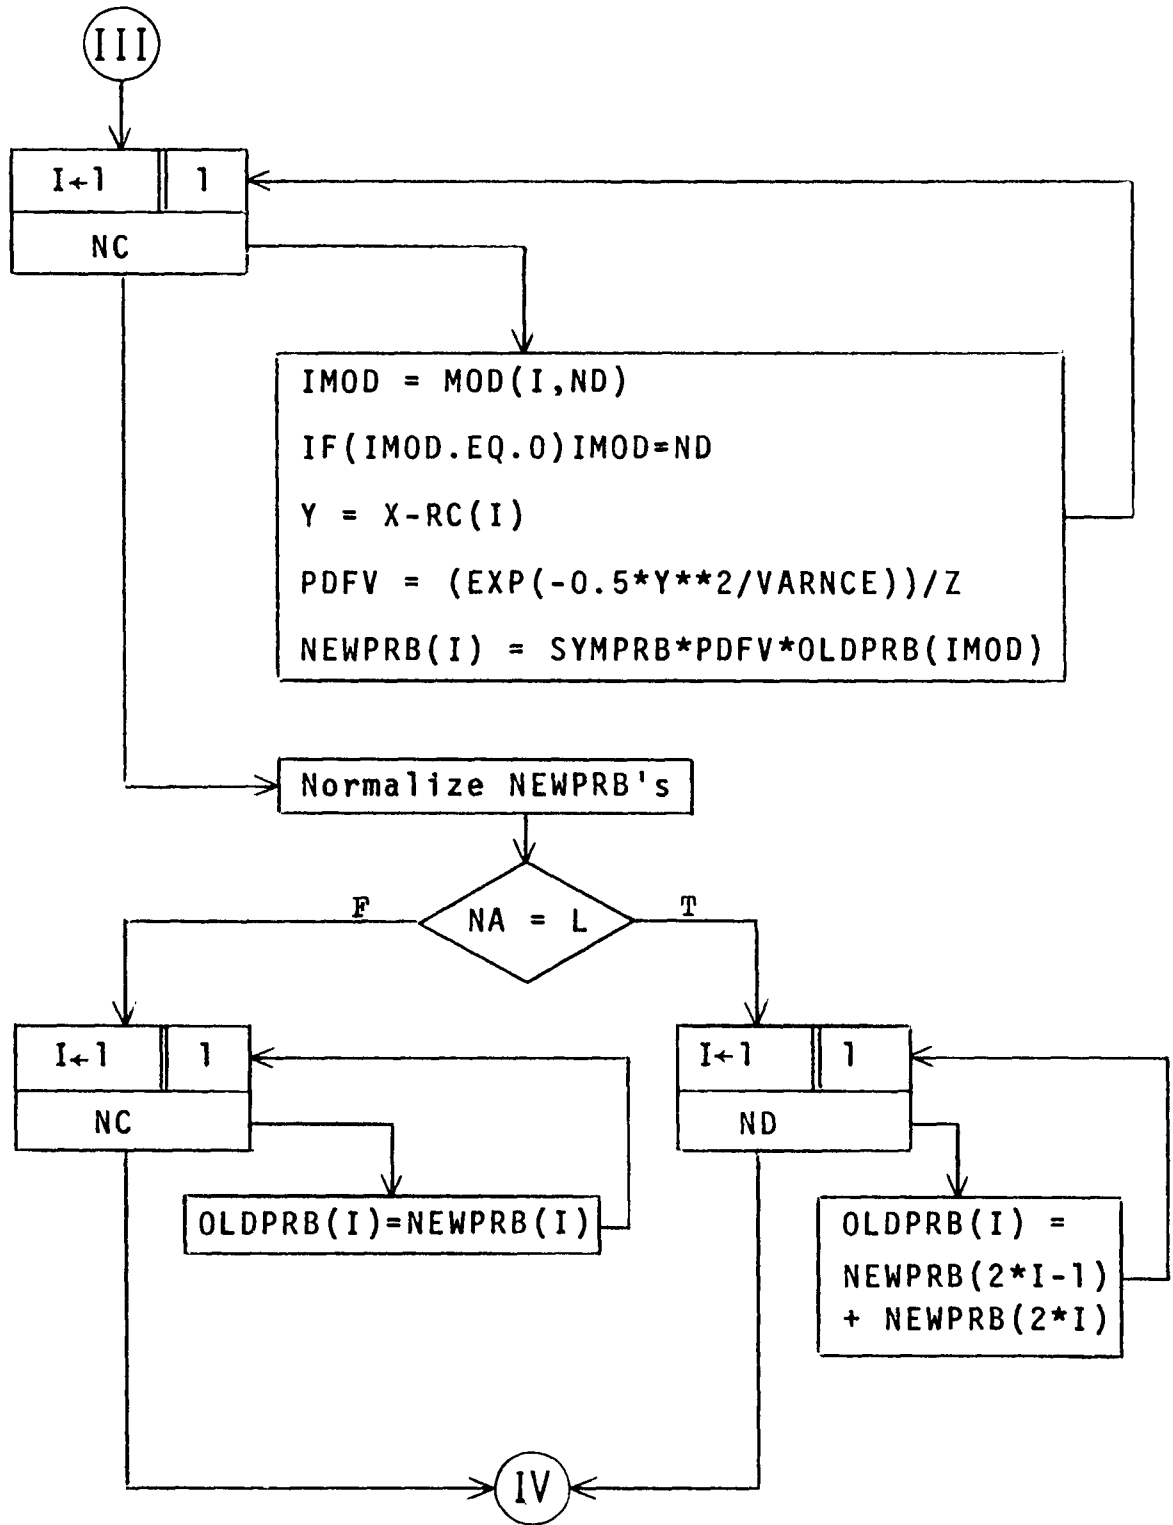 III
I←1 1
NC
IMOD = MOD(I,ND)
IF(IMOD.EQ.0)IMOD=ND
Y = X-RC(I)
PDFV = (EXP(-0.5*Y**2/VARNCE))/Z
NEWPRB(I) = SYMPRB*PDFV*OLDPRB(IMOD)
Normalize NEWPRB's
F NA = L T
I←1 1
NC
OLDPRB(I)=NEWPRB(I)
I←1 1
ND
OLDPRB(I) =
NEWPRB(2*I-1)
+ NEWPRB(2*I)
IV